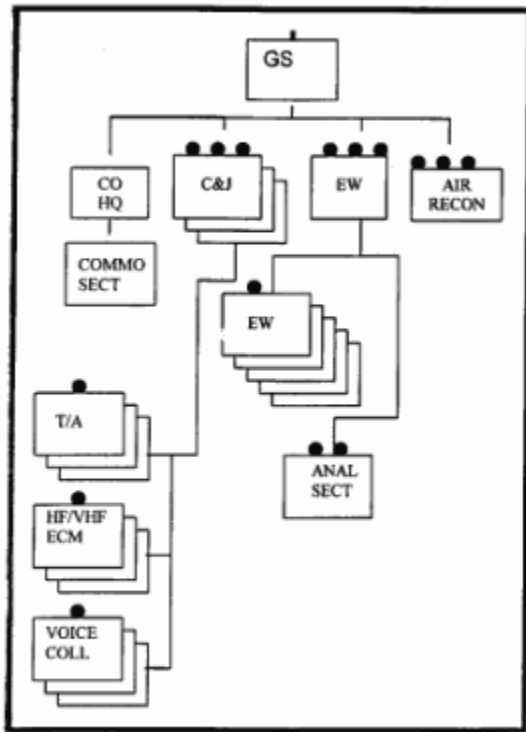 GS
CO
HQ
C&J
EW
AIR
RECON
COMMO
SECT
EW
T/A
ANAL
SECT
HF/VHF
ECM
VOICE
COLL